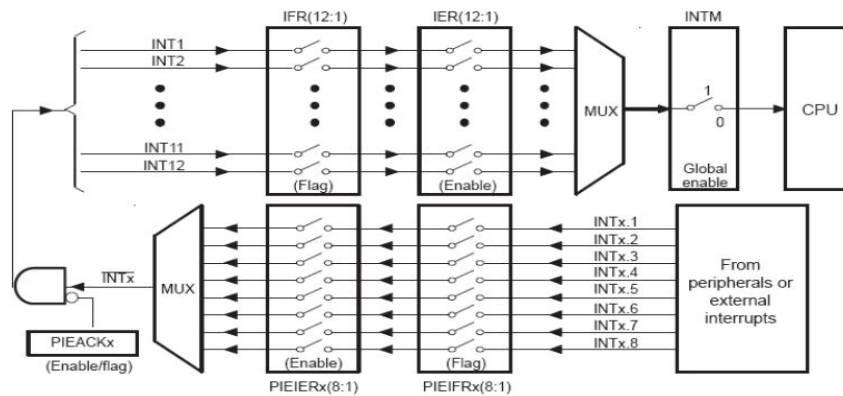 IFR(12:1)
IER(12:1)
INTM
INT1
INT2
1
MUX
CPU
0
INT11
INT12
(Flag)
(Enable)
Global
enable
INTx.1
INTx.2
INTx.3
INTx.4
INTx.5
INTx.6
INTx.7
INTx.8
From
peripherals or
external
interrupts
INTx
MUX
PIEACKx
(Enable/flag)
(Enable)
(Flag)
PIEIERx(8:1)
PIEIFRx(8:1)